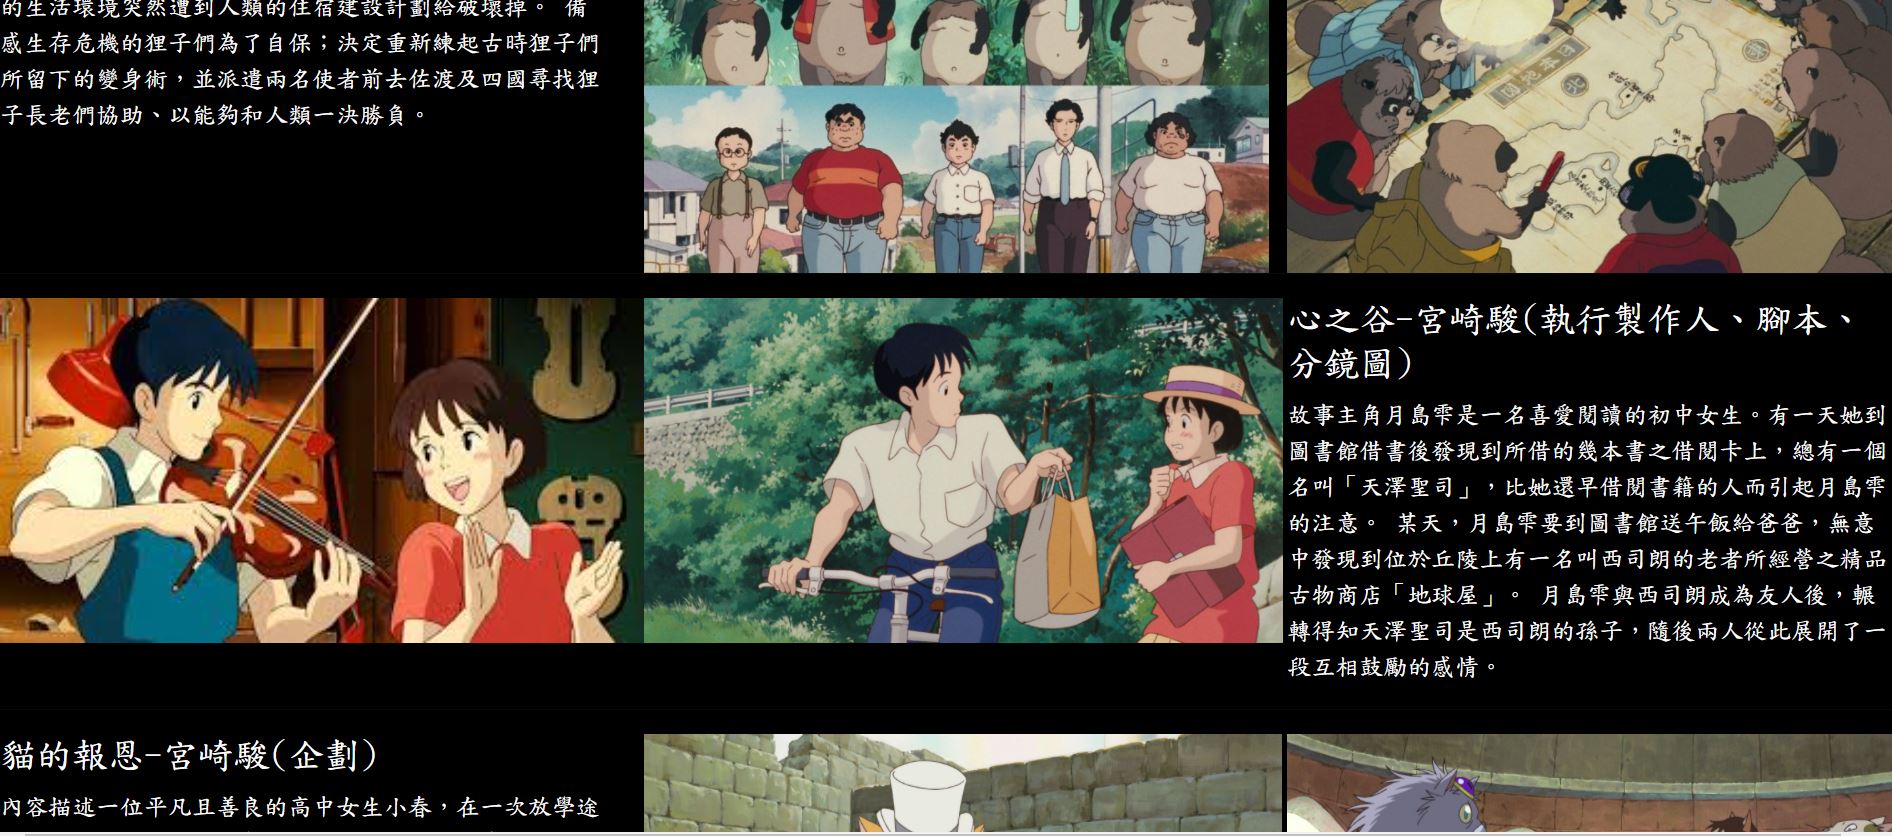 的生活環境突然遭到人類的住宿建設計劃給破壞掉。 備
感生存危機的狸子們為了自保；決定重新練起古時狸子們
所留下的變身術，並派遣兩名使者前去佐渡及四國尋找狸
子長老們協助、以能夠和人類一決勝負。
心之谷-宮崎駿(執行製作人、腳本、
分鏡圖)
故事主角月島雫是一名喜愛閱讀的初中女生。有一天她到
圖書館借書後發現到所借的幾本書之借閱卡上，總有一個
名叫「天澤聖司」，比她還早借閱書籍的人而引起月島雫
的注意。 某天，月島雫要到圖書館送午飯給爸爸，無意
中發現到位於丘陵上有一名叫西司朗的老者所經營之精品
古物商店「地球屋」。 月島雫與西司朗成為友人後，輾
轉得知天澤聖司是西司朗的孫子，隨後兩人從此展開了一
段互相鼓勵的感情。
貓的報恩-宮崎駿(企劃)
內容描述一位平凡且善良的高中女生小春，在一次放學途